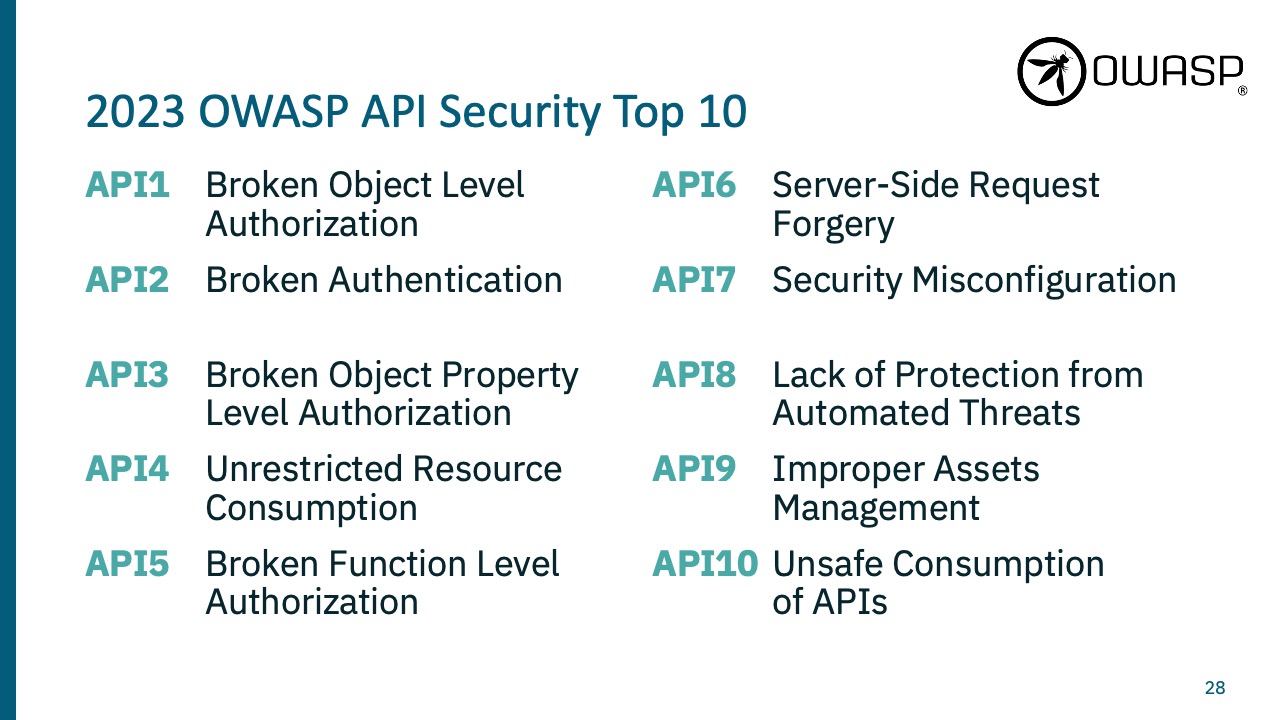 OWASP
®
2023 OWASP API Security Top 10
API1 Broken Object Level
Authorization
API2 Broken Authentication
API3 Broken Object Property
Level Authorization
API4 Unrestricted Resource
Consumption
API5 Broken Function Level
Authorization
API6 Server-Side Request
Forgery
API7 Security Misconfiguration
API8 Lack of Protection from
Automated Threats
API9 Improper Assets
Management
API10 Unsafe Consumption
of APIs
28